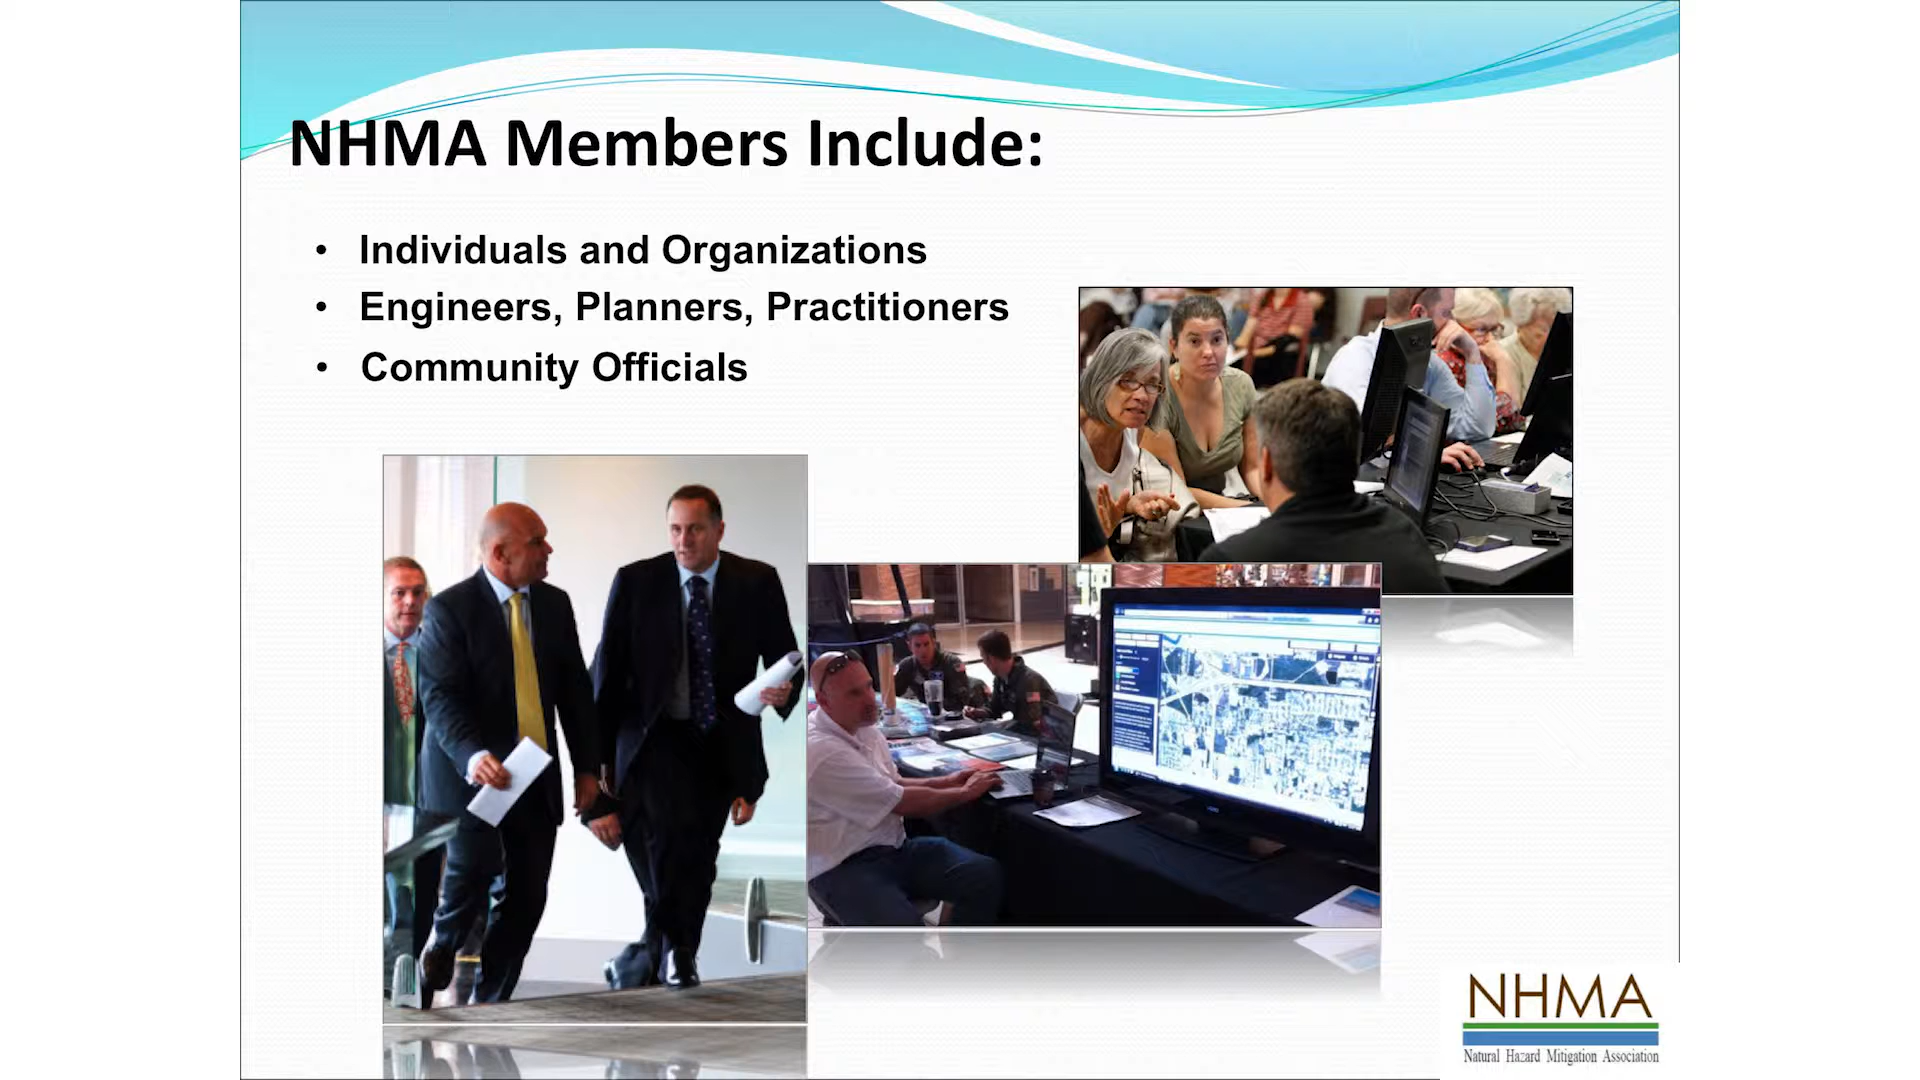 NHMA Members Include:
• Individuals and Organizations
• Engineers, Planners, Practitioners
• Community Officials
NHMA
Natural Hazard Mitigation Association